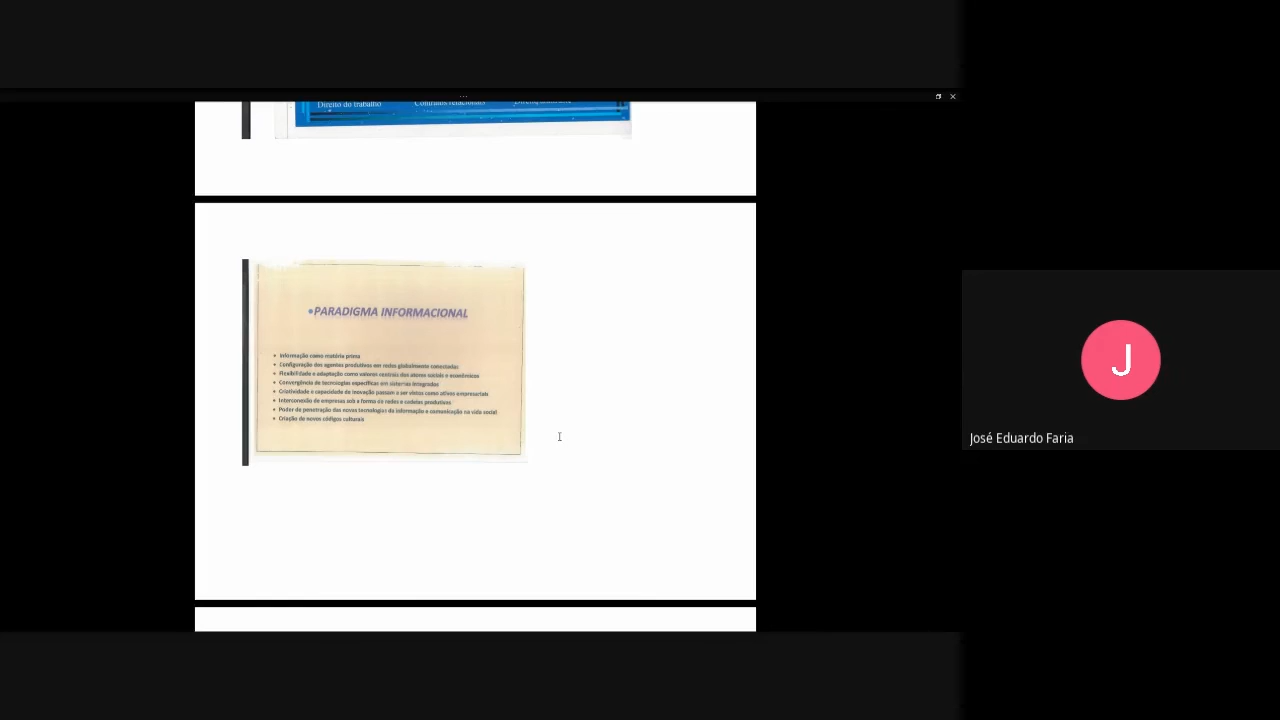 Direito do trabalho Contratos relacionais
•PARADIGMA INFORMACIONAL
• Informação como matéria prima
• Configuração dos agentes produtivos em redes globalmente conectadas
• Flexibilidade e adaptação como valores centrais dos atores sociais e econômicos
• Convergência de tecnologias específicas em sistemas integrados
• Criatividade e capacidade de inovação passam a ser vistos como ativos empresariais
• Interconexão de empresas sob a forma de redes e cadeias produtivas
• Poder de penetração das novas tecnologias de informação e comunicação na vida social
• Criação de novos códigos culturais
J
José Eduardo Faria